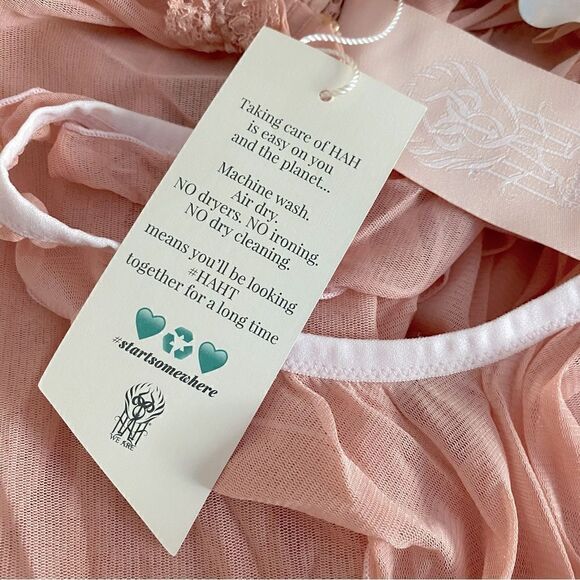 Taking care of HAH
is easy on you
and the planet...
Machine wash.
Air dry.
NO dryers. NO ironing.
NO dry cleaning,
means you'll be looking
#HAHT
together for a long time
#startsomewhere
HAH
WE ARE